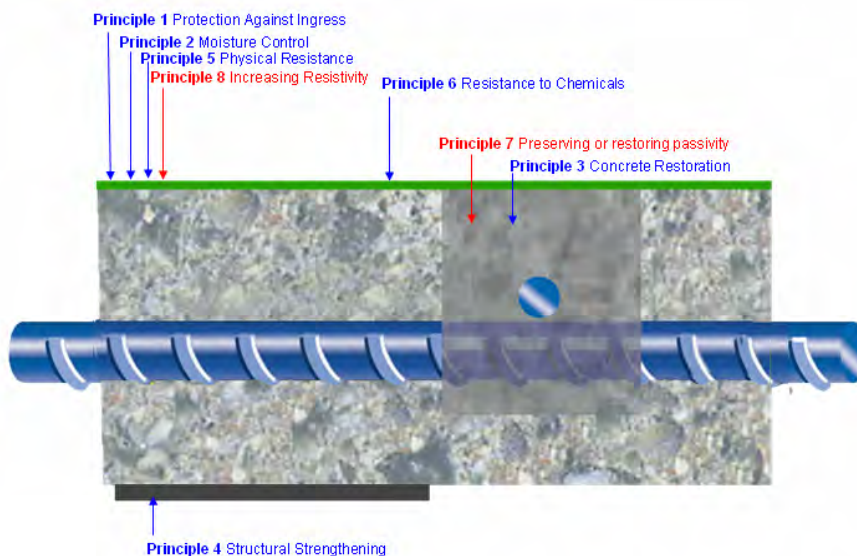 Principle 1 Protection Against Ingress
Principle 2 Moisture Control
Principle 5 Physical Resistance
Principle 8 Increasing Resistivity
Principle 6 Resistance to Chemicals
Principle 7 Preserving or restoring passivity
Principle 3 Concrete Restoration
Principle 4 Structural Strengthening